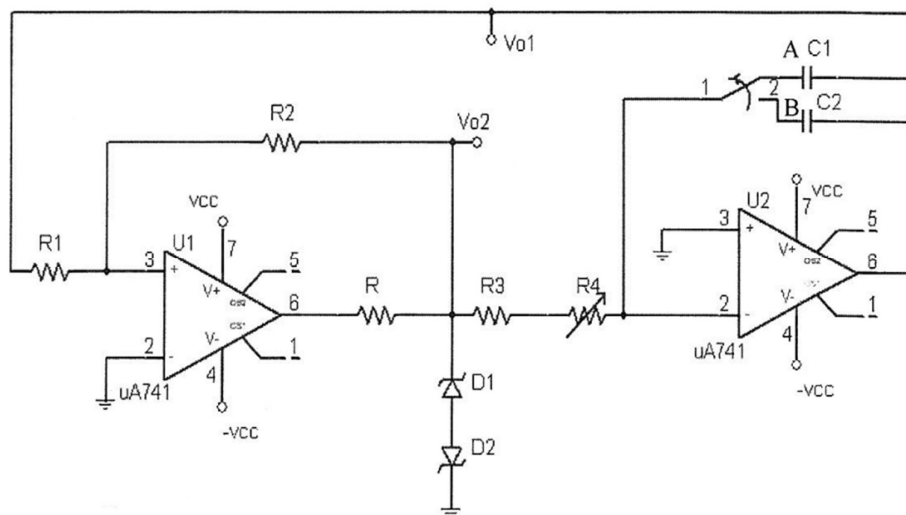 Vo1
A C1
1
2
B C2
R2
Vo2
VCC
7
U1
R1
3
+
5
V+
OS2
6
R
R3
R4
V-
OS1
2
-
1
uA741
4
-VCC
D1
D2
VCC
U2
7
3
+
5
V+
OS2
6
V-
2
-
1
uA741
4
-VCC